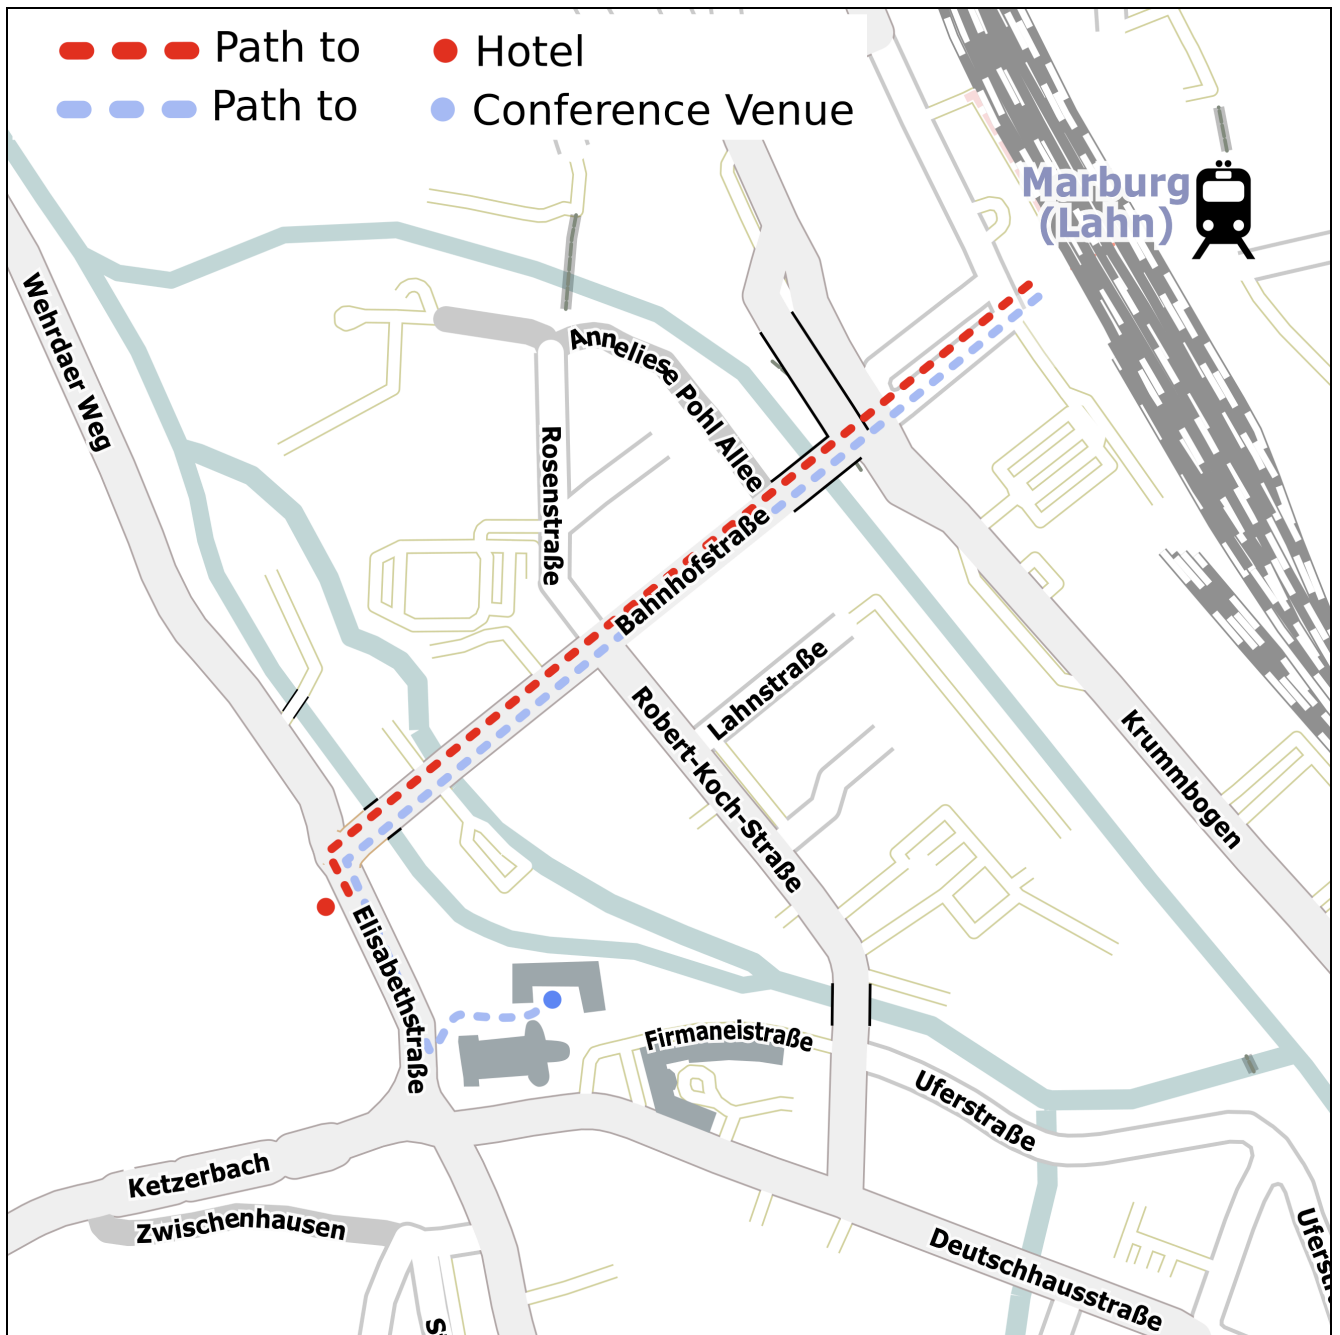 Path to
Hotel
Path to
Conference Venue
Marburg
(Lahn)
Wehrdaer Weg
Anneliese Pohl Allee
Rosenstraße
Bahnhofstraße
Lahnstraße
Robert-Koch-Straße
Krummbogen
Elisabethstraße
Firmaneistraße
Uferstraße
Ketzerbach
Zwischenhausen
Deutschhausstraße